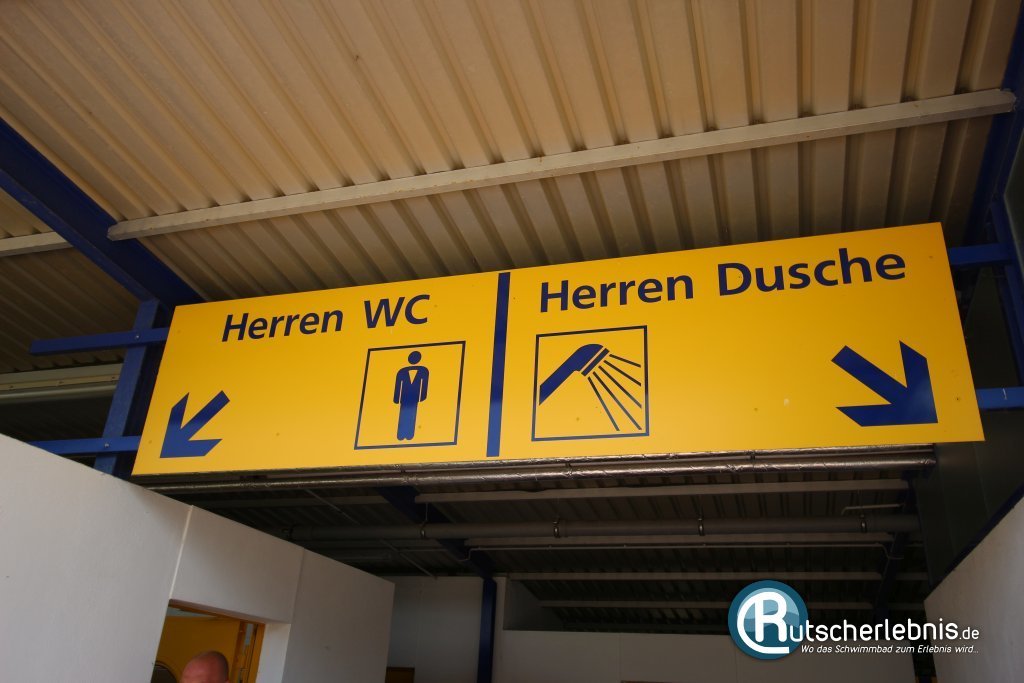 Herren WC
Herren Dusche
Rutscherlebnis.de
Wo das Schwimmbad zum Erlebnis wird...